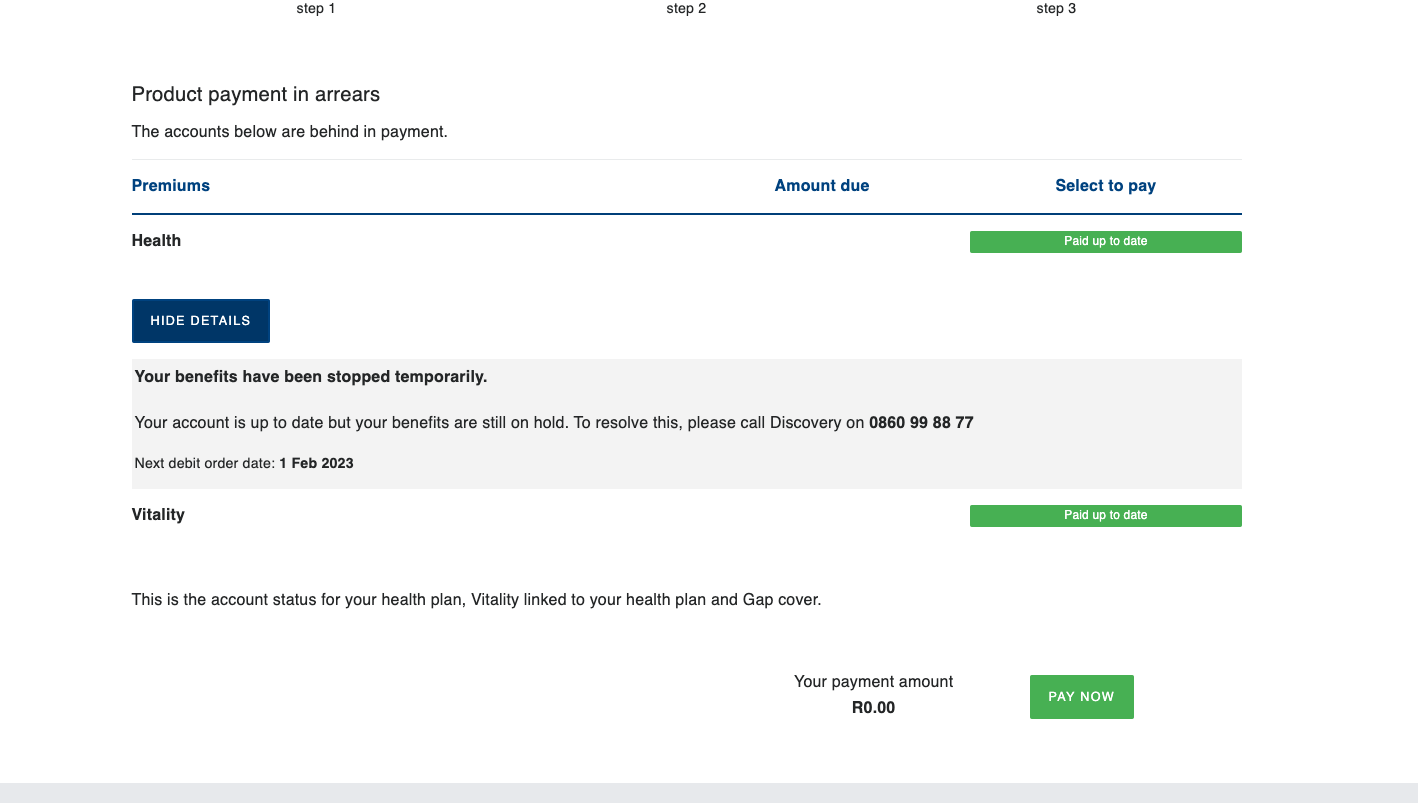 step 1 step 2 step 3
Product payment in arrears
The accounts below are behind in payment.
Premiums Amount due Select to pay
Health Paid up to date
HIDE DETAILS
Your benefits have been stopped temporarily.
Your account is up to date but your benefits are still on hold. To resolve this, please call Discovery on 0860 99 88 77
Next debit order date: 1 Feb 2023
Vitality Paid up to date
This is the account status for your health plan, Vitality linked to your health plan and Gap cover.
Your payment amount
R0.00
PAY NOW